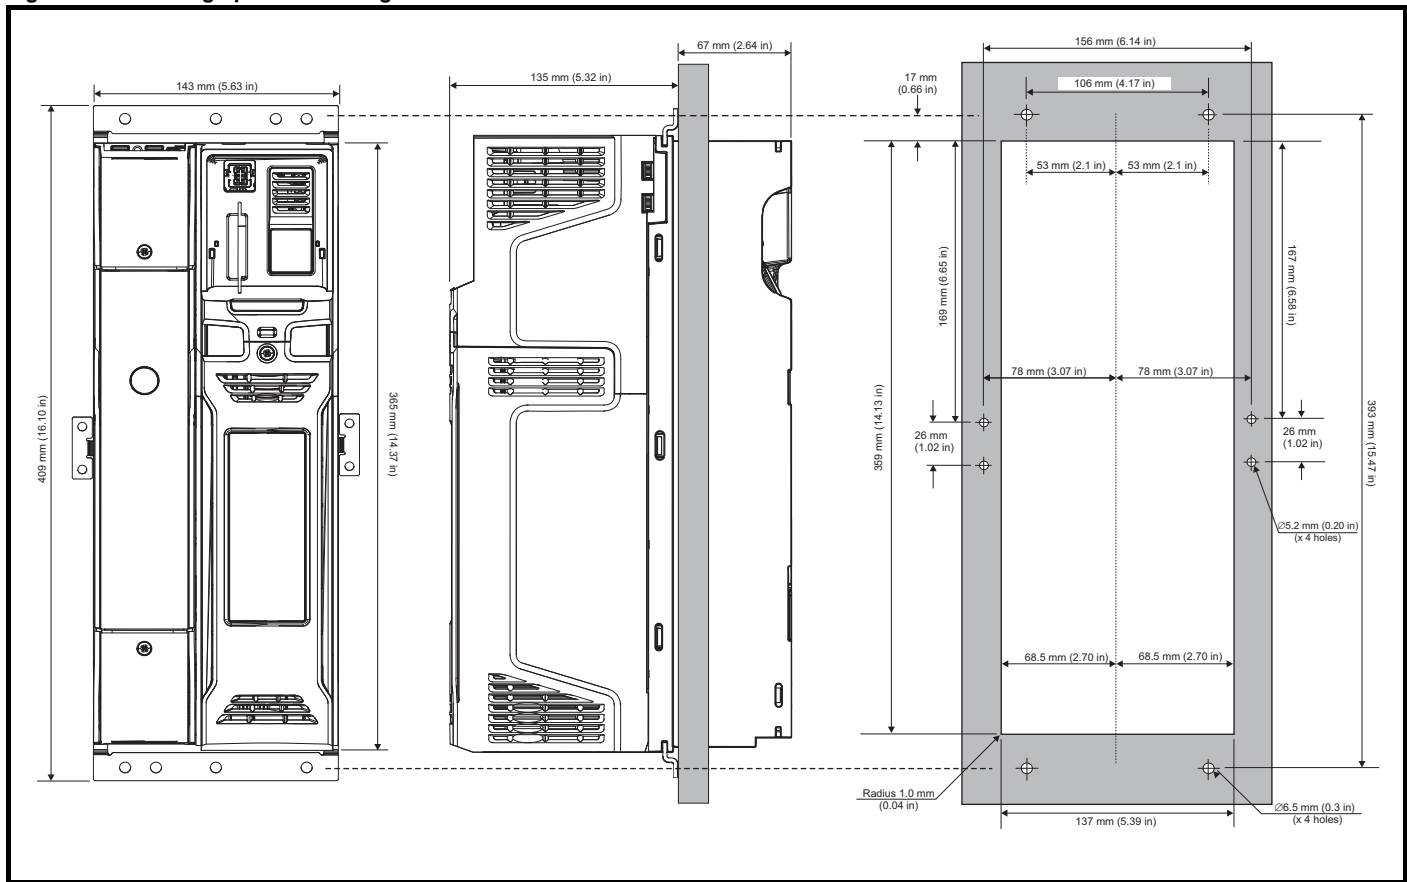 143 mm (5.63 in)
409 mm (16.10 in)
365 mm (14.37 in)
67 mm (2.64 in)
135 mm (5.32 in)
17 mm
(0.66 in)
156 mm (6.14 in)
106 mm (4.17 in)
53 mm (2.1 in)
53 mm (2.1 in)
169 mm (6.65 in)
167 mm (6.58 in)
78 mm (3.07 in)
78 mm (3.07 in)
359 mm (14.13 in)
393 mm (15.47 in)
26 mm
(1.02 in)
26 mm
(1.02 in)
∅5.2 mm (0.20 in)
(x 4 holes)
68.5 mm (2.70 in)
68.5 mm (2.70 in)
Radius 1.0 mm
(0.04 in)
137 mm (5.39 in)
∅6.5 mm (0.3 in)
(x 4 holes)